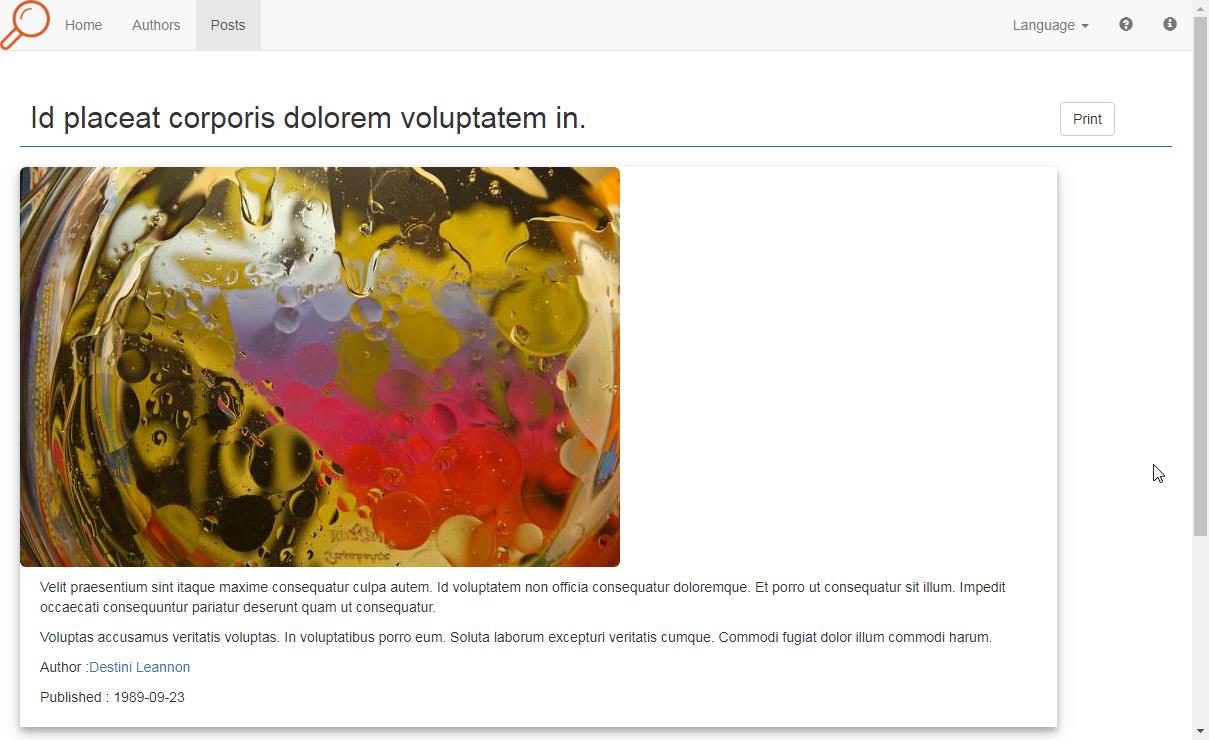 Home Authors Posts Language
Id placeat corporis dolorem voluptatem in.
Print
Velit praesentium sint itaque maxime consequatur culpa autem. Id voluptatem non officia consequatur doloremque. Et porro ut consequatur sit illum. Impedit
occaecati consequuntur pariatur deserunt quam ut consequatur.
Voluptas accusamus veritatis voluptas. In voluptatibus porro eum. Soluta laborum excepturi veritatis cumque. Commodi fugiat dolor illum commodi harum.
Author :Destini Leannon
Published : 1989-09-23